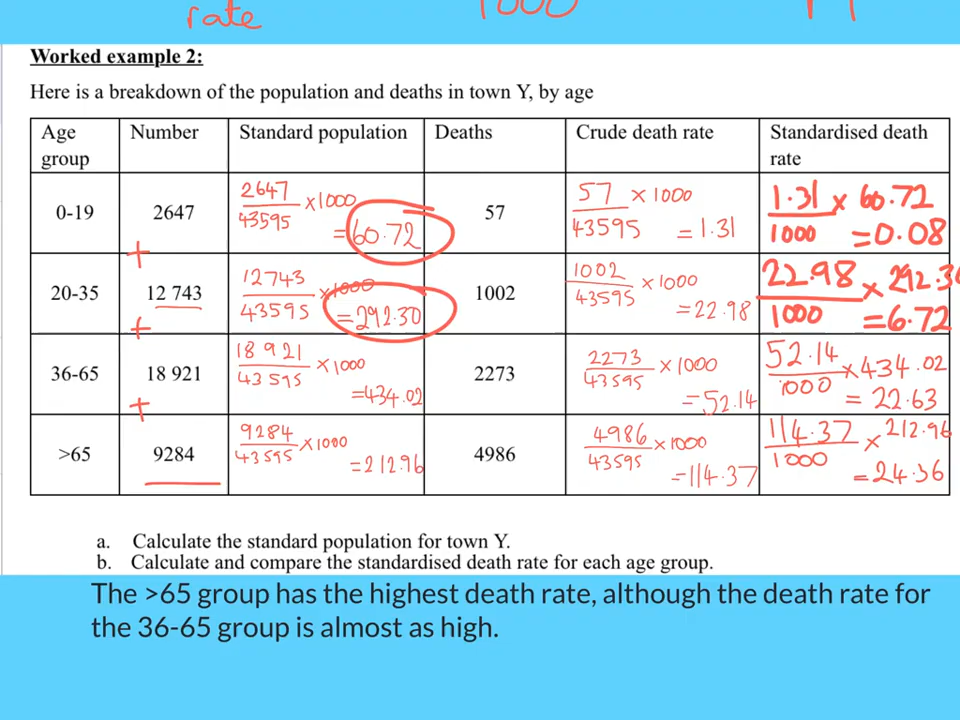 rate
1000
Worked example 2:
Here is a breakdown of the population and deaths in town Y, by age
Age group | Number | Standard population | Deaths | Crude death rate | Standardised death rate
0-19 | 2647 | 2647/43595 ×1000 = 60.72 | 57 | 57/43595 × 1000 = 1.31 | 1.31/1000 × 60.72 = 0.08
+
20-35 | 12 743 | 12743/43595 ×1000 = 292.30 | 1002 | 1002/43595 ×1000 = 22.98 | 22.98/1000 × 292.30 = 6.72
+
36-65 | 18 921 | 18 921/43 595 ×1000 = 434.02 | 2273 | 2273/43595 ×1000 = 52.14 | 52.14/1000 × 434.02 = 22.63
+
>65 | 9284 | 9284/43595 ×1000 = 212.96 | 4986 | 4986/43595 ×1000 = 114.37 | 114.37/1000 × 212.96 = 24.36
a. Calculate the standard population for town Y.
b. Calculate and compare the standardised death rate for each age group.
The >65 group has the highest death rate, although the death rate for
the 36-65 group is almost as high.